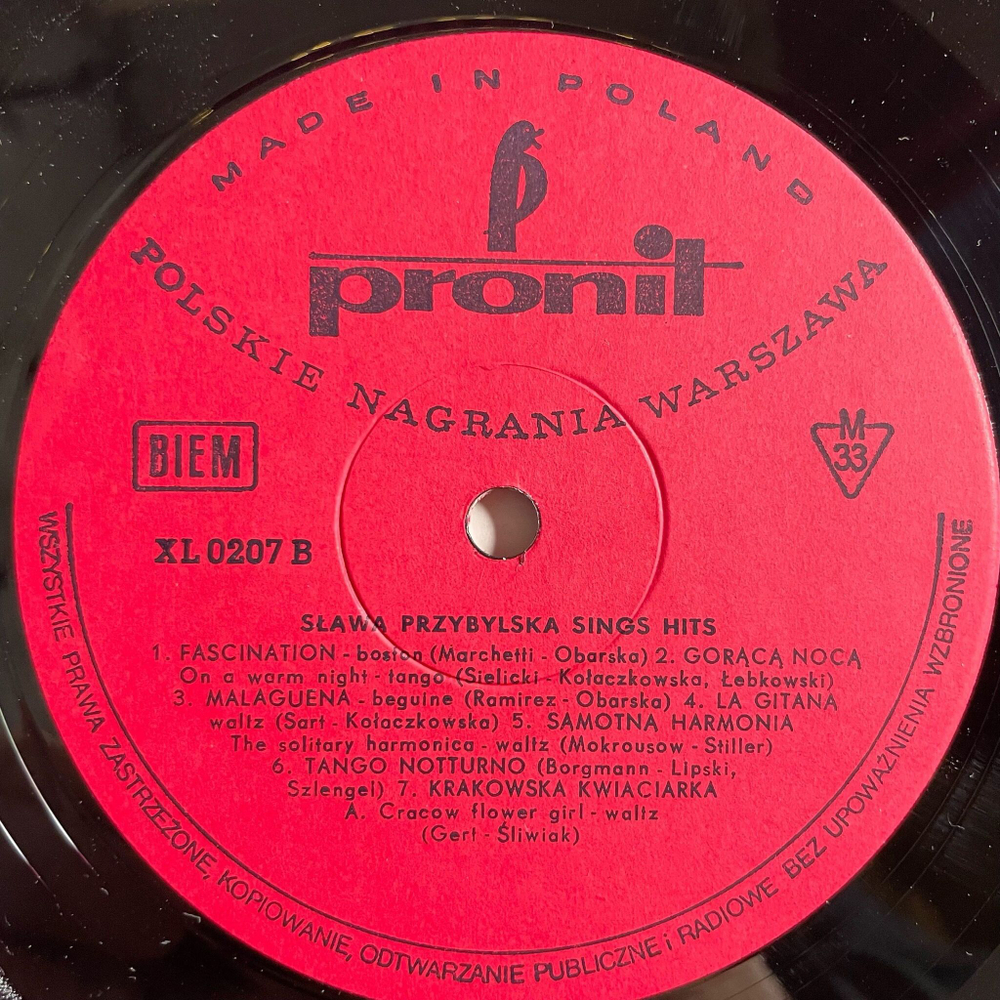 MADE IN POLAND
pronit
POLSKIE NAGRANIA WARSZAWA
BIEM
M
33
XL 0207 B
SŁAWA PRZYBYLSKA SINGS HITS
1. FASCINATION - boston (Marchetti - Obarska) 2. GORĄCĄ NOCĄ
On a warm night - tango (Sielicki - Kołaczkowska, Łebkowski)
3. MALAGUENA - beguine (Ramirez - Obarska) 4. LA GITANA
waltz (Sart - Kołaczkowska) 5. SAMOTNA HARMONIA
The solitary harmonica - waltz (Mokrousow - Stiller)
6. TANGO NOTTURNO (Borgmann - Lipski,
Szlengel) 7. KRAKOWSKA KWIACIARKA
A. Cracow flower girl - waltz
(Gert - Śliwiak)
WSZYSTKIE PRAWA ZASTRZEŻONE, KOPIOWANIE, ODTWARZANIE PUBLICZNE i RADIOWE BEZ UPOWAŻNIENIA WZBRONIONE